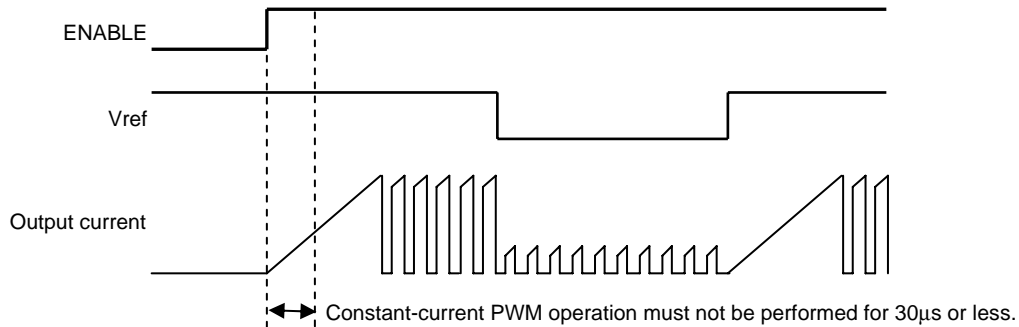 ENABLE
Vref
Output current
Constant-current PWM operation must not be performed for 30μs or less.